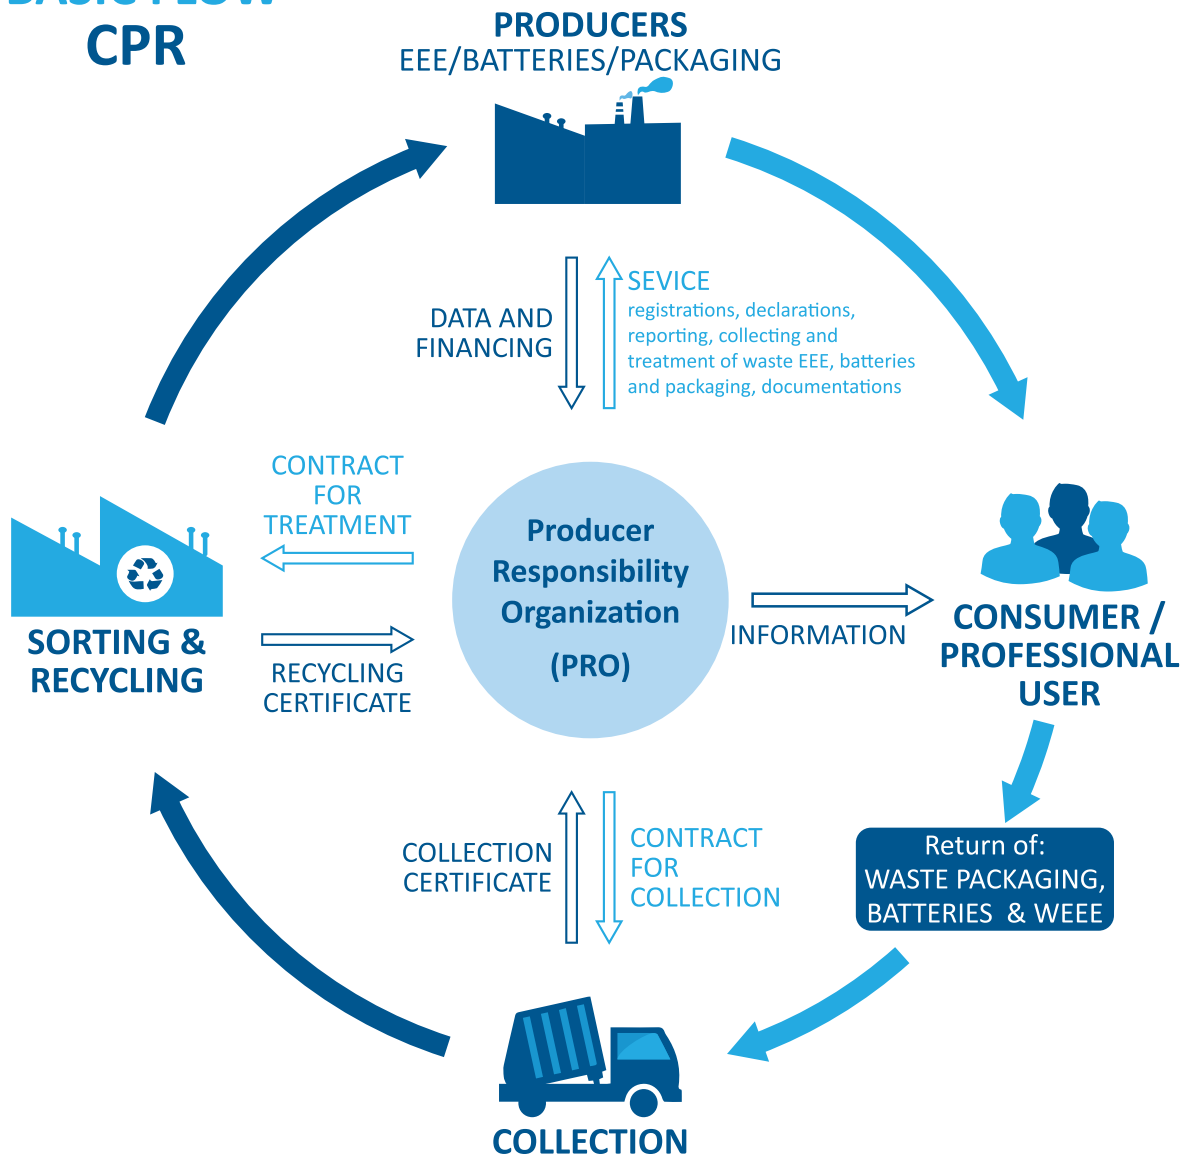 BASIC FLOW
CPR
PRODUCERS
EEE/BATTERIES/PACKAGING
DATA AND
FINANCING
SEVICE
registrations, declarations,
reporting, collecting and
treatment of waste EEE, batteries
and packaging, documentations
CONTRACT
FOR
TREATMENT
Producer
Responsibility
Organization
(PRO)
SORTING &
RECYCLING
RECYCLING
CERTIFICATE
INFORMATION
CONSUMER /
PROFESSIONAL
USER
COLLECTION
CERTIFICATE
CONTRACT
FOR
COLLECTION
Return of:
WASTE PACKAGING,
BATTERIES & WEEE
COLLECTION